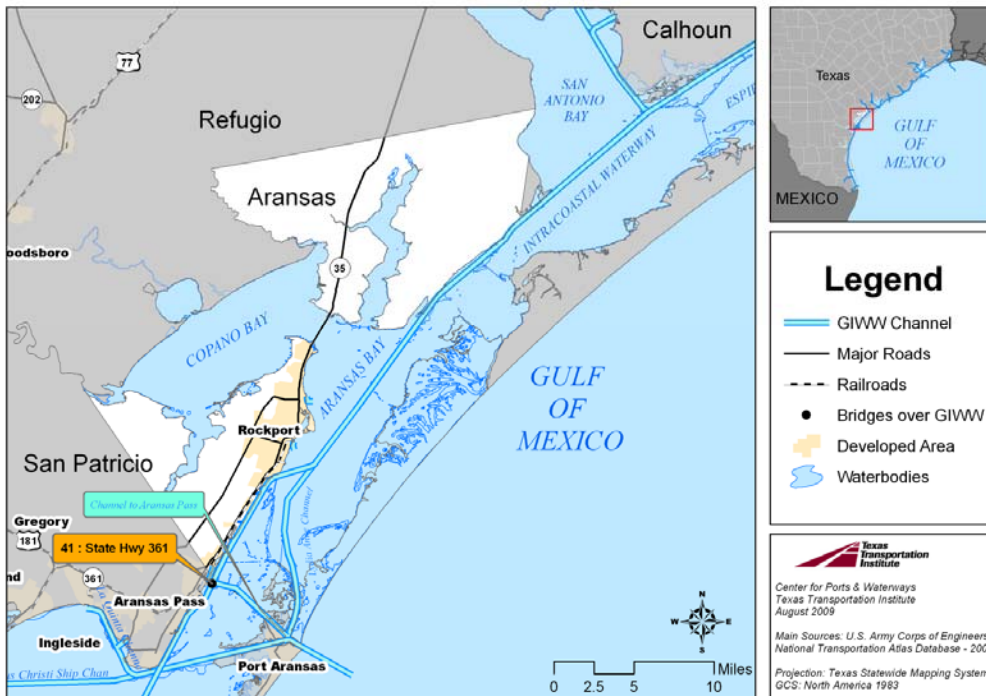 Calhoun
77
SAN
ANTONIO
BAY
202
Refugio
INTRACOASTAL WATERWAY
Aransas
oodsboro
35
COPANO BAY
ARANSAS BAY
GULF
OF
MEXICO
Rockport
San Patricio
Channel to Aransas Pass
Gregory
181
41 : State Hwy 361
361
nd
Aransas Pass
Ingleside
Port Aransas
Christi Ship Chan
N
W
E
S
Miles
0 2.5 5 10
Texas
GULF
OF
MEXICO
MEXICO
Legend
GIWW Channel
Major Roads
Railroads
Bridges over GIWW
Developed Area
Waterbodies
Texas
Transportation
Institute
Center for Ports & Waterways
Texas Transportation Institute
August 2009
Main Sources: U.S. Army Corps of Engineers
National Transportation Atlas Database - 200
Projection: Texas Statewide Mapping System
GCS: North America 1983